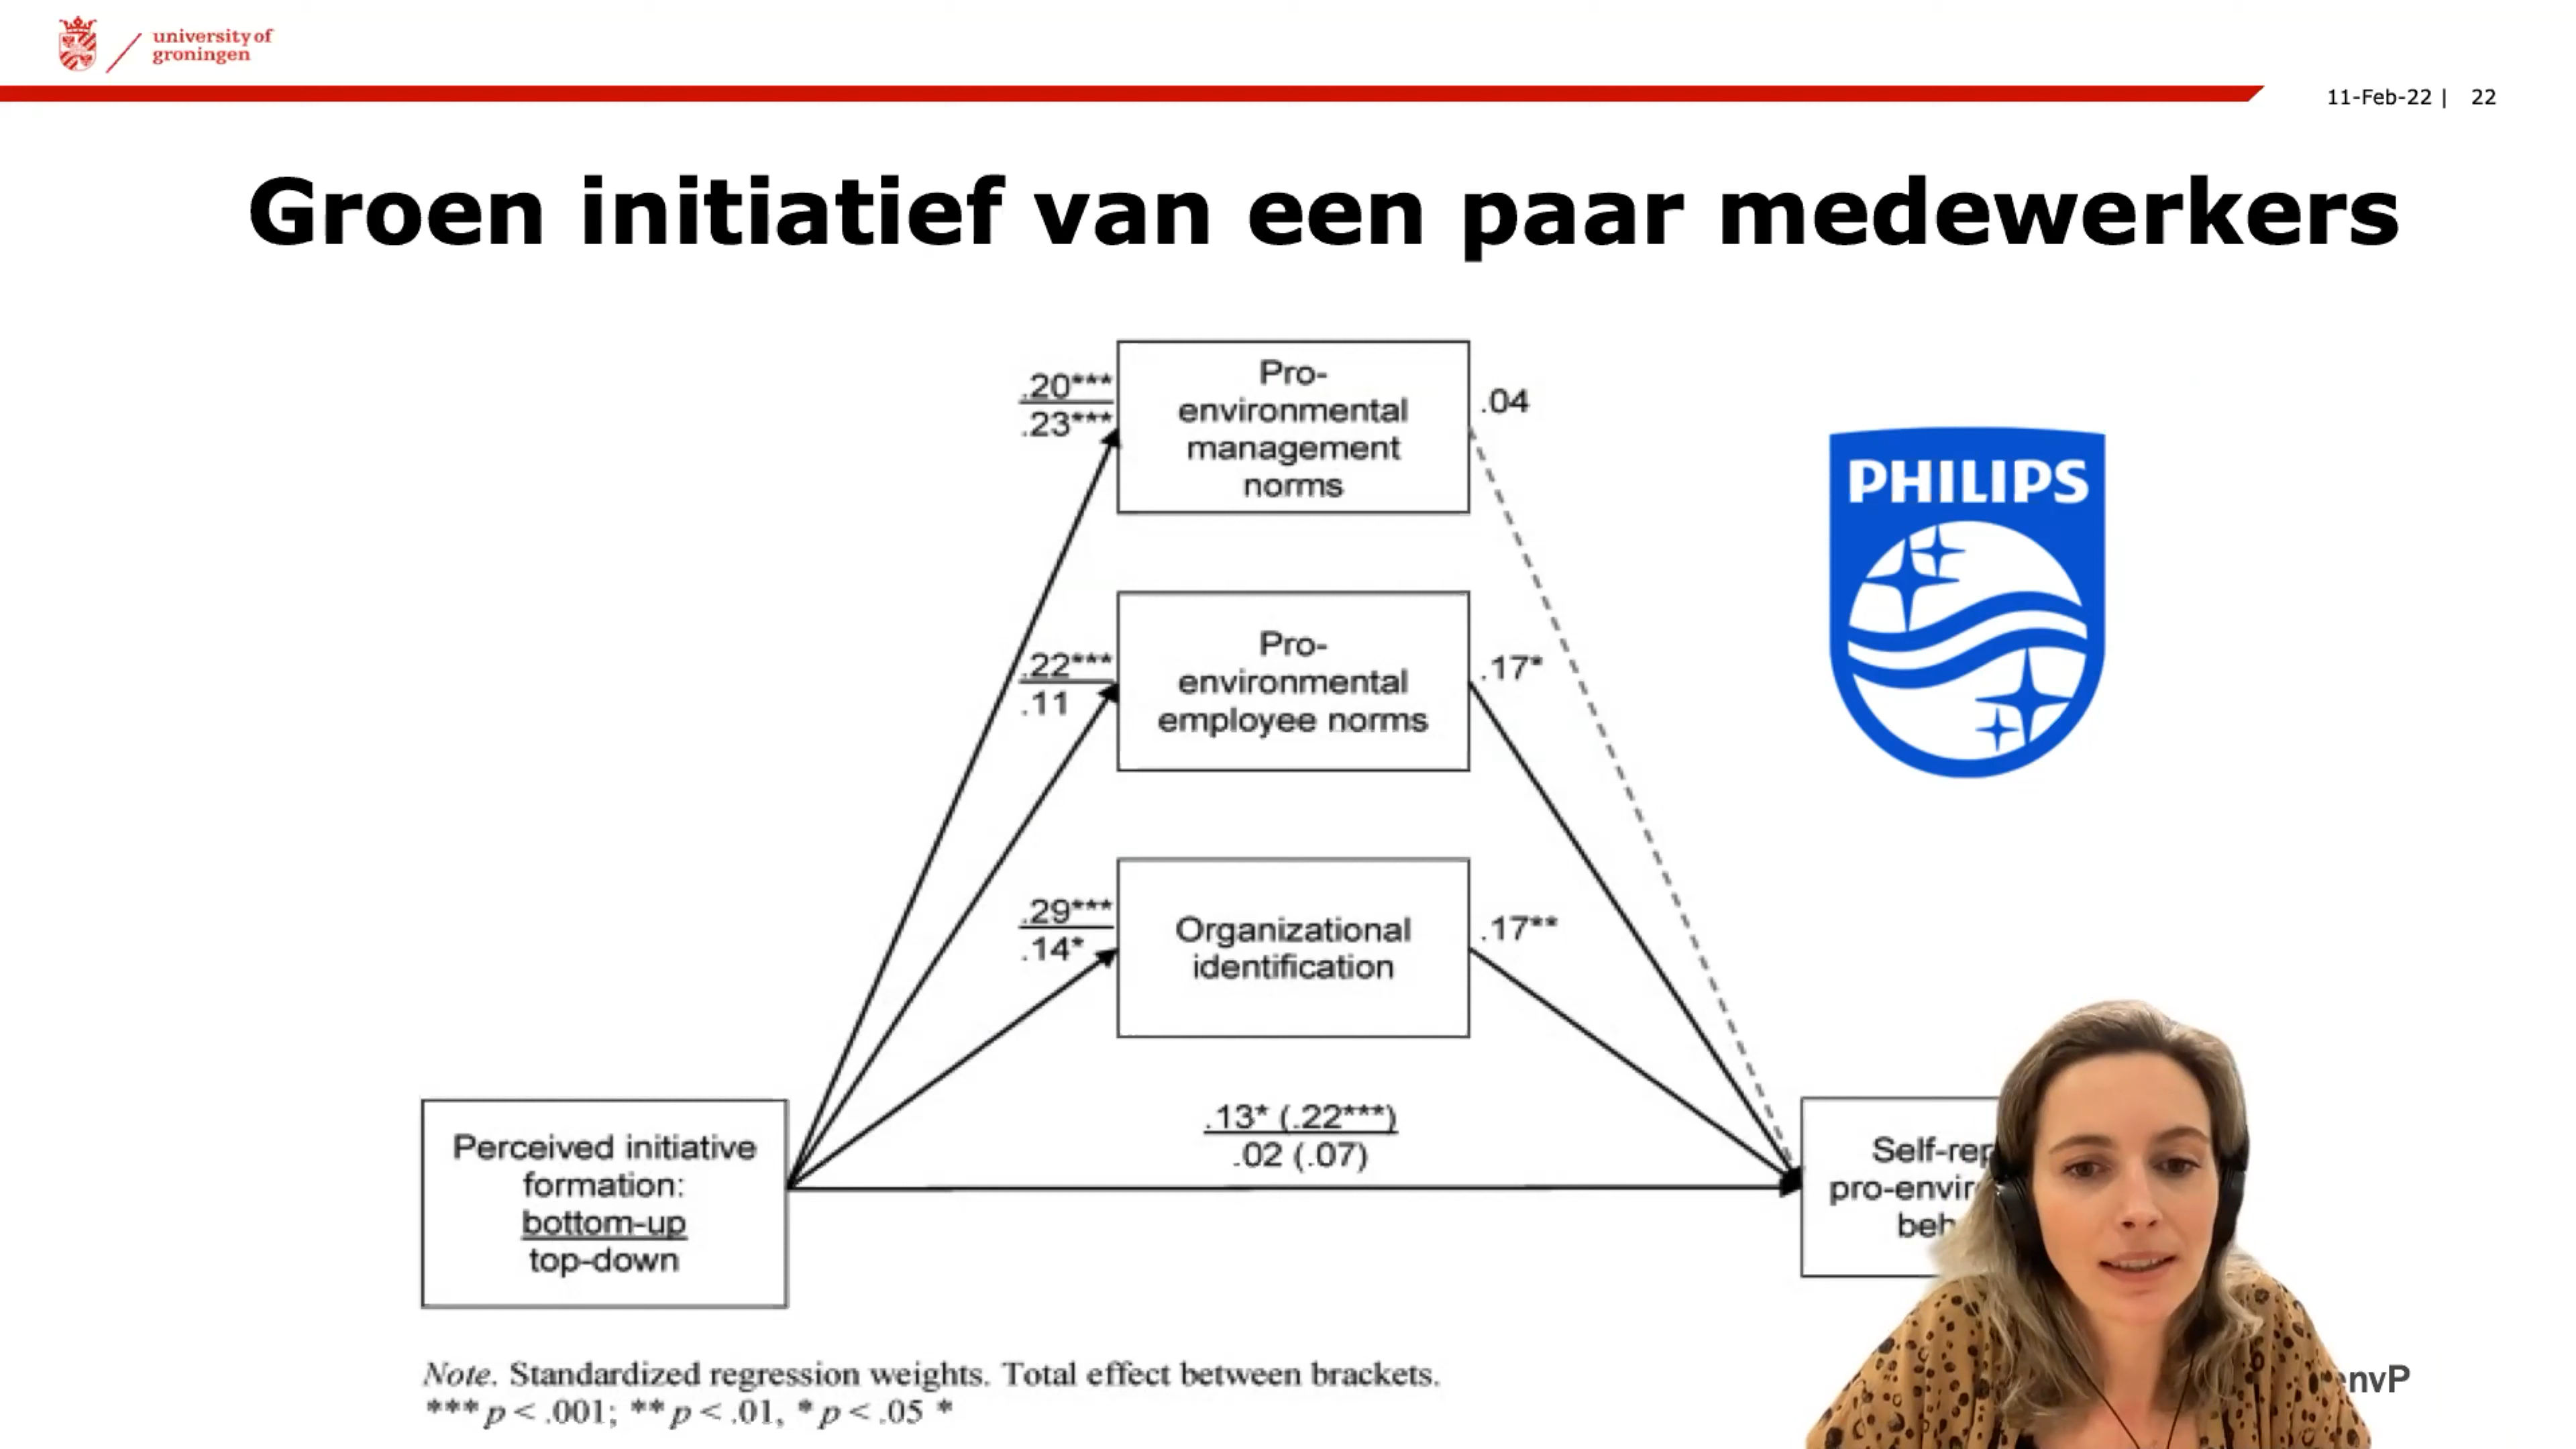 university of
groningen
11-Feb-22 | 22
Groen initiatief van een paar medewerkers
.20***
.23***
Pro-
environmental
management
norms
.04
PHILIPS
.22***
.11
Pro-
environmental
employee norms
.17*
.29***
.14*
Organizational
identification
.17**
.13* (.22***)
.02 (.07)
Perceived initiative
formation:
bottom-up
top-down
Note. Standardized regression weights. Total effect between brackets.
*** p < .001; ** p < .01, * p < .05 *